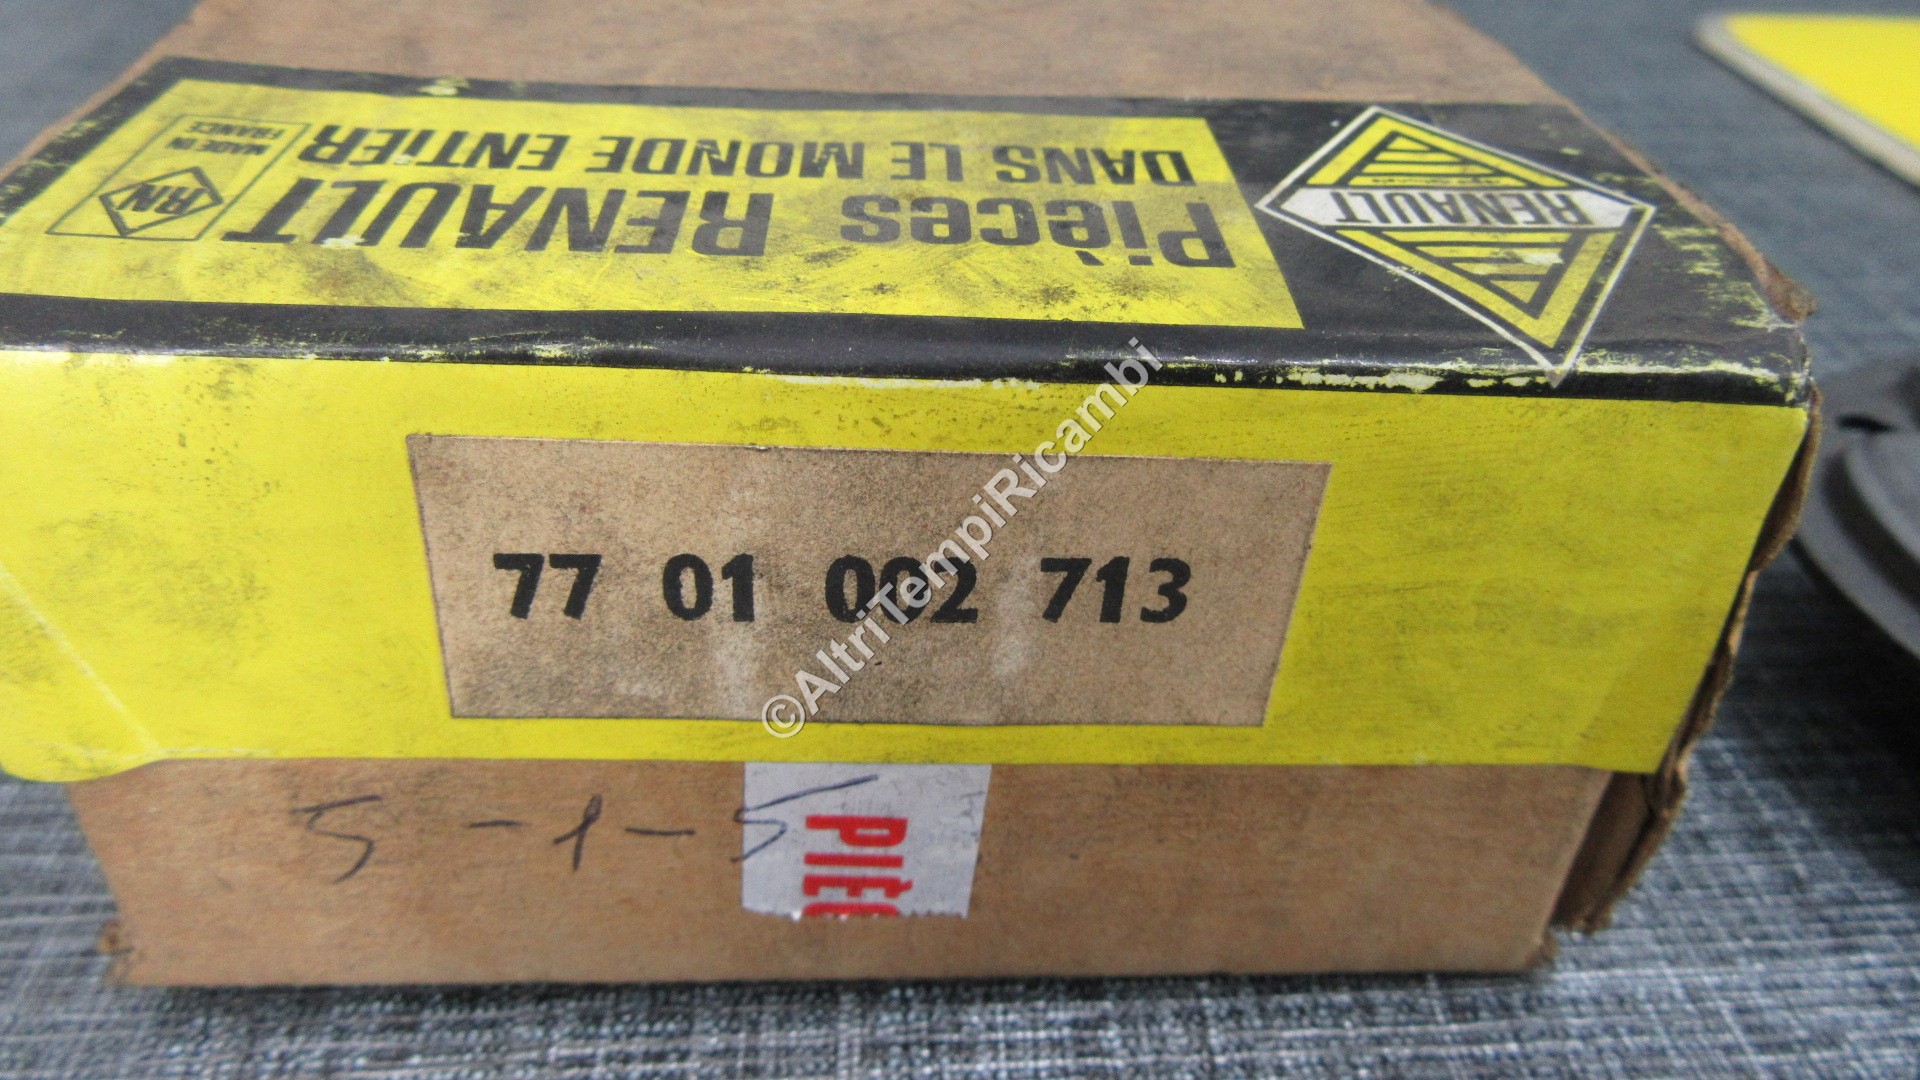 Pièces RENAULT
DANS LE MONDE ENTiER
RN
MADE IN
FRANCE
RENAULT
77 01 002 713
©AltriTempiRicambi
5 - 1 - 5
PIÈC